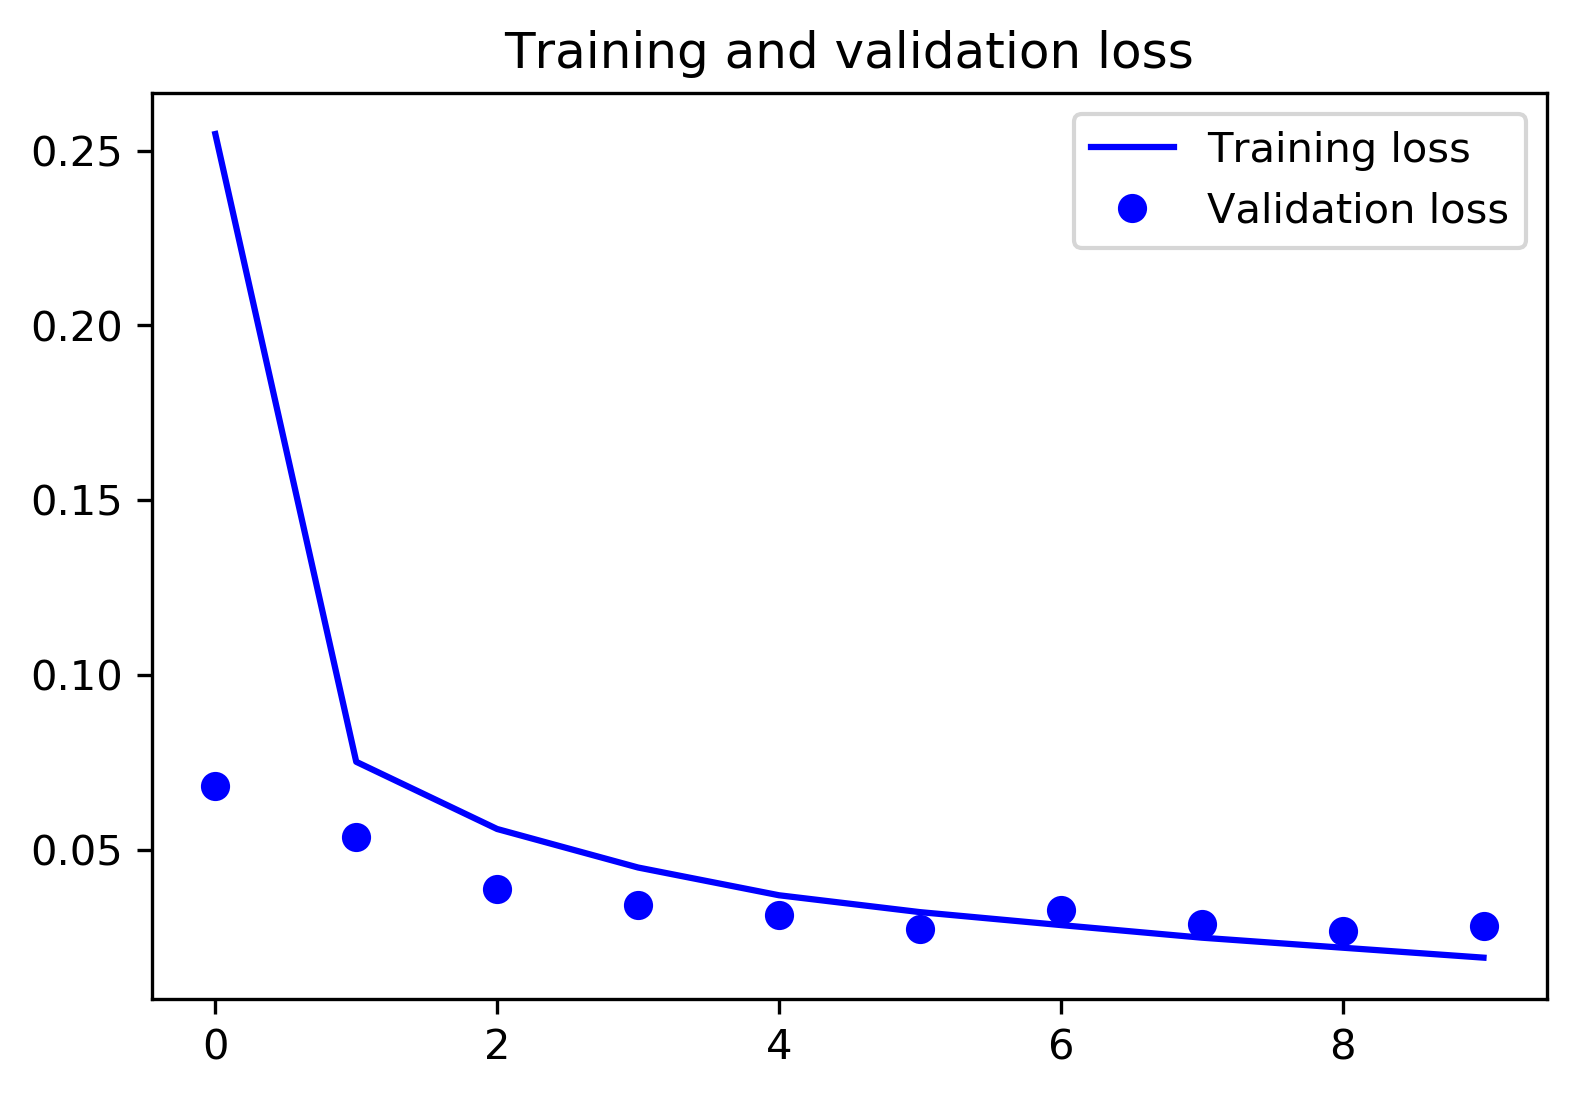 Training and validation loss
Training loss
Validation loss
0.25
0.20
0.15
0.10
0.05
0 2 4 6 8